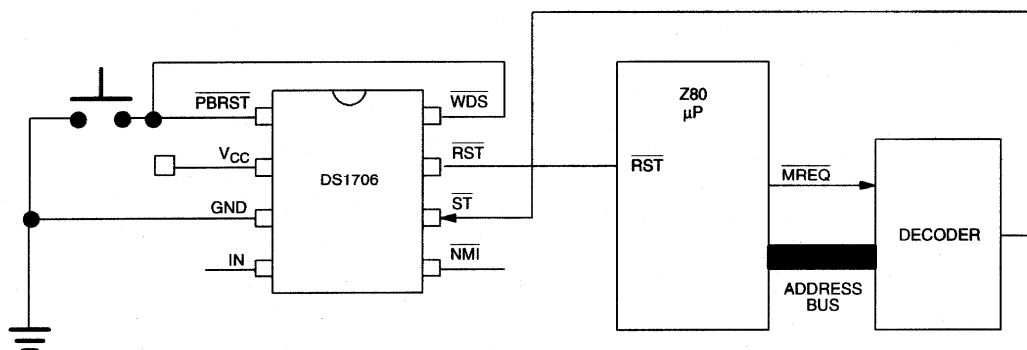 PBRST
WDS
Z80
µP
VCC
RST
RST
MREQ
DS1706
GND
ST
DECODER
IN
NMI
ADDRESS
BUS